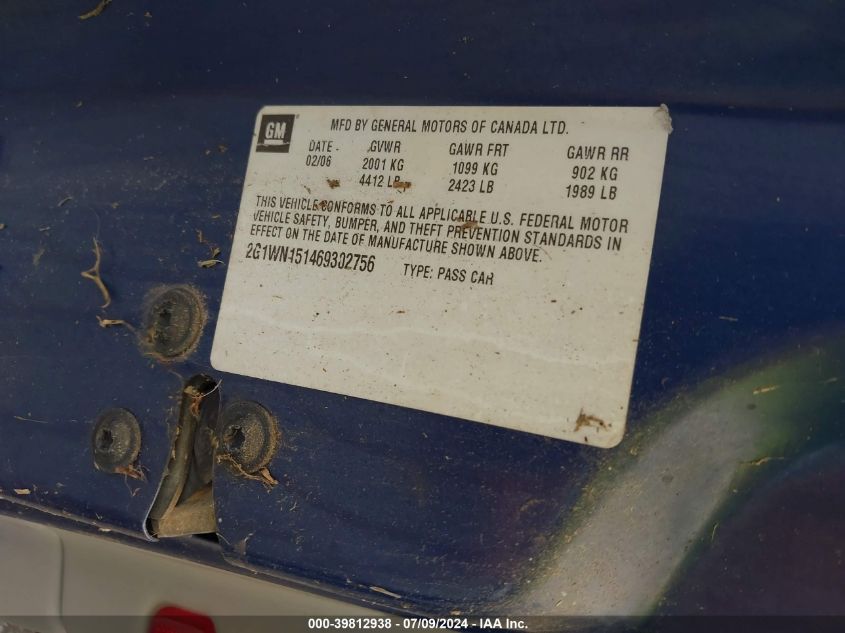 GM
MFD BY GENERAL MOTORS OF CANADA LTD.
DATE GVWR GAWR FRT GAWR RR
02/06 2001 KG 1099 KG 902 KG
4412 LB 2423 LB 1989 LB
THIS VEHICLE CONFORMS TO ALL APPLICABLE U.S. FEDERAL MOTOR
VEHICLE SAFETY, BUMPER, AND THEFT PREVENTION STANDARDS IN
EFFECT ON THE DATE OF MANUFACTURE SHOWN ABOVE.
2G1WN151469302756 TYPE: PASS CAR
000-39812938 - 07/09/2024 - IAA Inc.